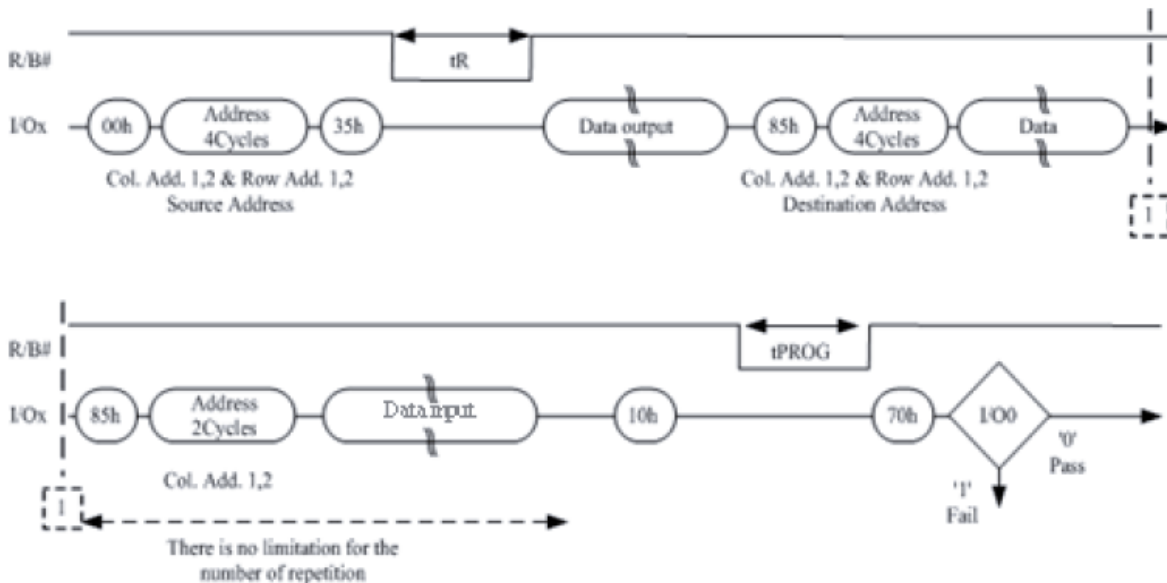 R/B#
tR
I/Ox
00h
Address
4Cycles
35h
Data output
85h
Address
4Cycles
Data
Col. Add. 1,2 & Row Add. 1,2
Source Address
Col. Add. 1,2 & Row Add. 1,2
Destination Address
1
R/B#
tPROG
I/Ox
85h
Address
2Cycles
Data input
10h
70h
I/O0
'0'
Pass
Col. Add. 1,2
'1'
Fail
1
There is no limitation for the
number of repetition